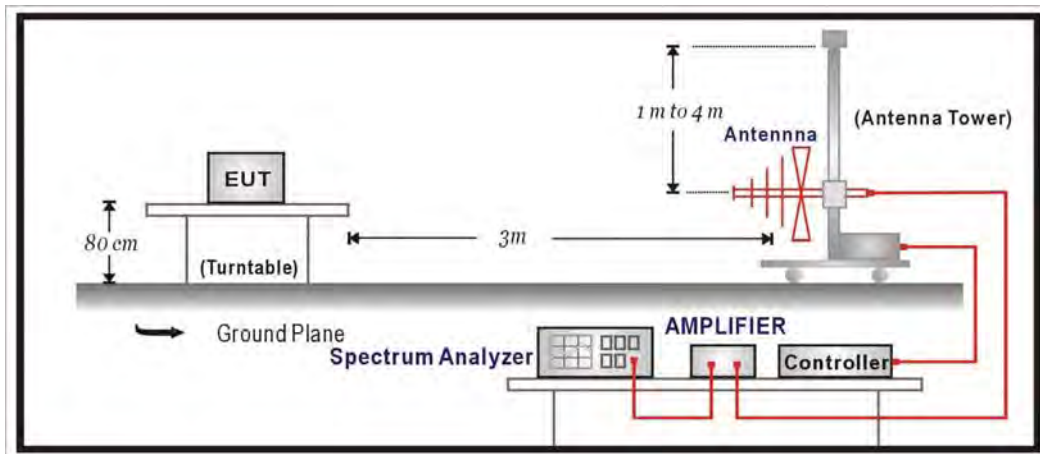 1 m to 4 m
(Antenna Tower)
Antennna
EUT
80 cm
3m
(Turntable)
Ground Plane
AMPLIFIER
Spectrum Analyzer
Controller